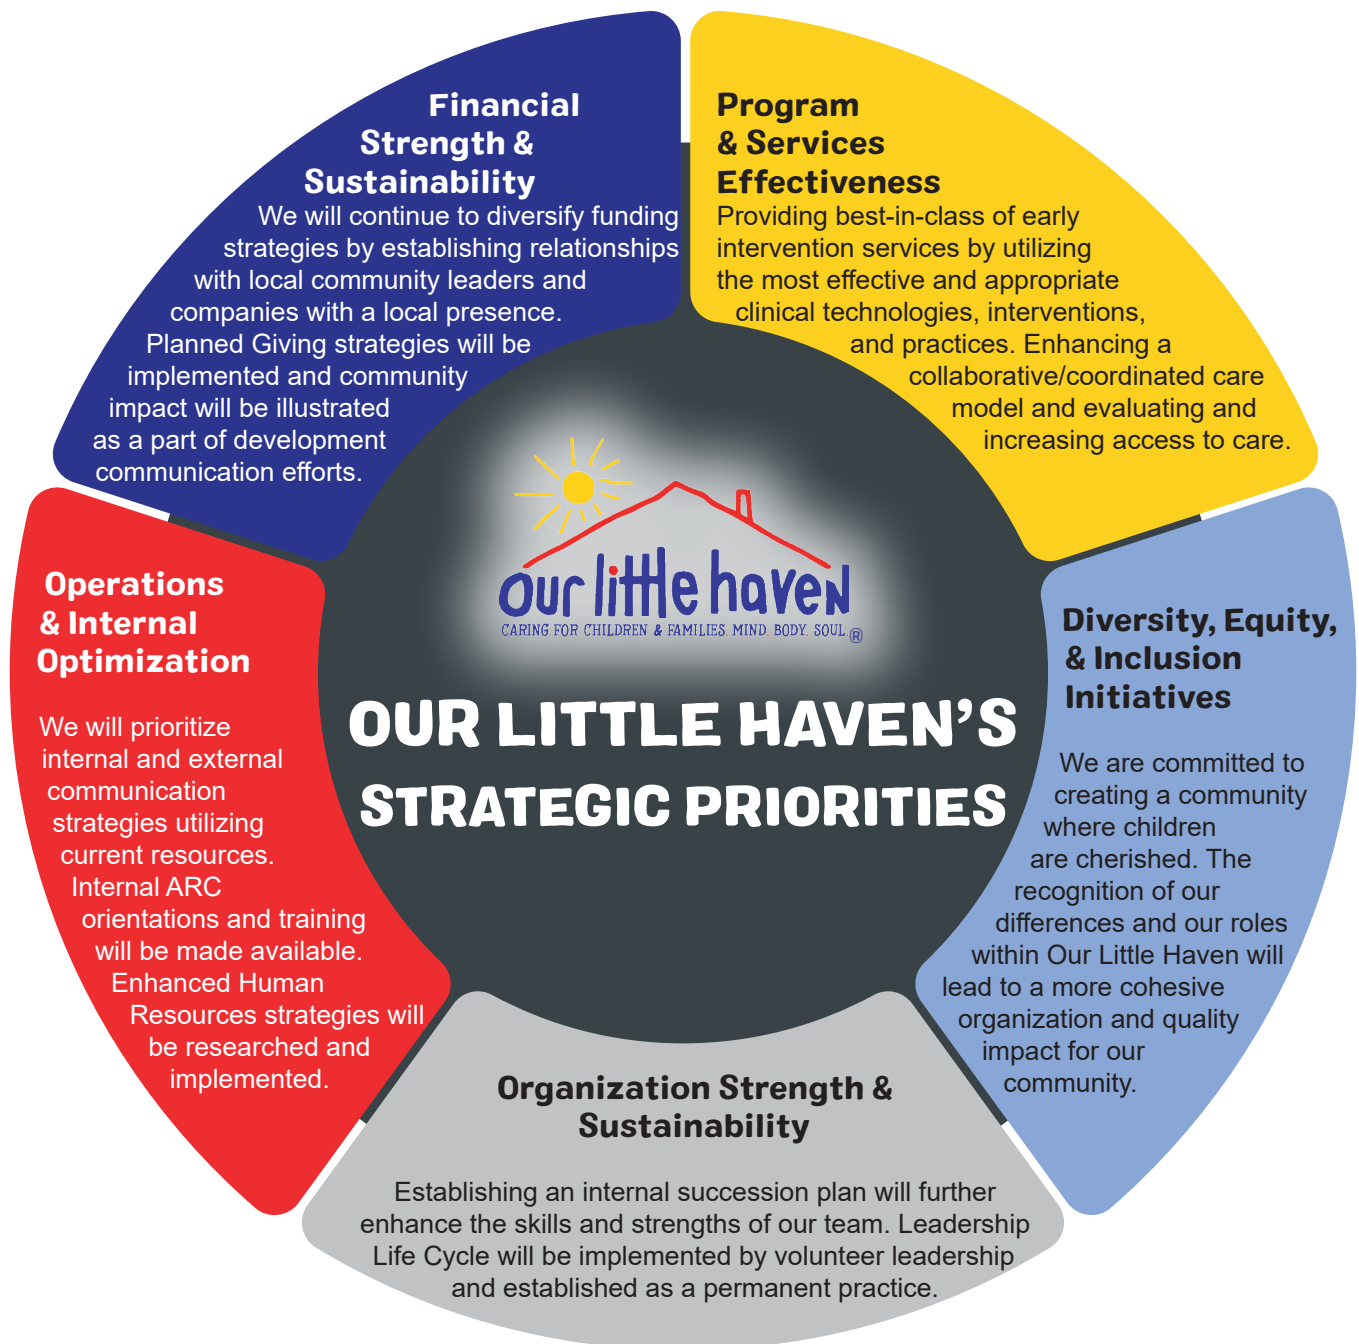 Financial
Strength &
Sustainability
We will continue to diversify funding
strategies by establishing relationships
with local community leaders and
companies with a local presence.
Planned Giving strategies will be
implemented and community
impact will be illustrated
as a part of development
communication efforts.
Program
& Services
Effectiveness
Providing best-in-class of early
intervention services by utilizing
the most effective and appropriate
clinical technologies, interventions,
and practices. Enhancing a
collaborative/coordinated care
model and evaluating and
increasing access to care.
our little haven
CARING FOR CHILDREN & FAMILIES. MIND. BODY. SOUL.®
OUR LITTLE HAVEN’S
STRATEGIC PRIORITIES
Operations
& Internal
Optimization
We will prioritize
internal and external
communication
strategies utilizing
current resources.
Internal ARC
orientations and training
will be made available.
Enhanced Human
Resources strategies will
be researched and
implemented.
Diversity, Equity,
& Inclusion
Initiatives
We are committed to
creating a community
where children
are cherished. The
recognition of our
differences and our roles
within Our Little Haven will
lead to a more cohesive
organization and quality
impact for our
community.
Organization Strength &
Sustainability
Establishing an internal succession plan will further
enhance the skills and strengths of our team. Leadership
Life Cycle will be implemented by volunteer leadership
and established as a permanent practice.